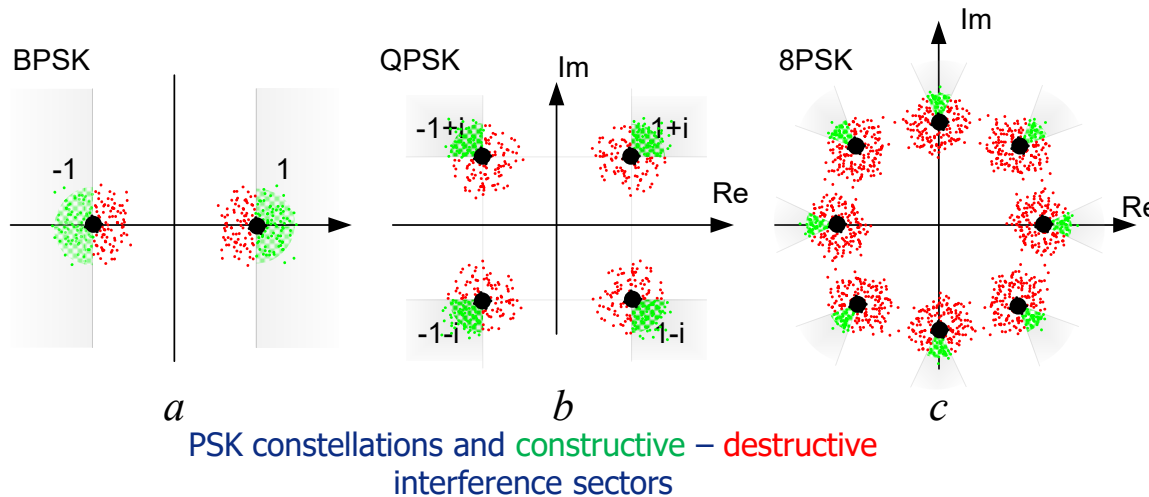 BPSK
-1
1
a
QPSK
Im
-1+i
1+i
Re
-1-i
1-i
b
8PSK
Im
Re
c
PSK constellations and constructive – destructive
interference sectors